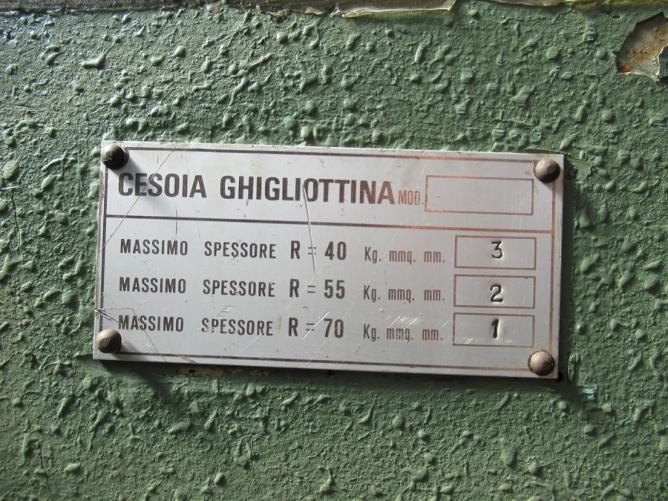 CESOIA GHIGLIOTTINA MOD.
MASSIMO SPESSORE R = 40 Kg. mmq. mm. 3
MASSIMO SPESSORE R = 55 Kg. mmq. mm. 2
MASSIMO SPESSORE R = 70 Kg. mmq. mm. 1